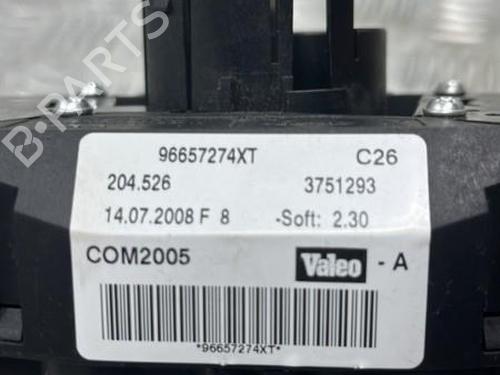 B-PARTS
96657274XT C26
204.526 3751293
14.07.2008 F 8 -Soft: 2.30
COM2005 Valeo - A
*96657274XT*